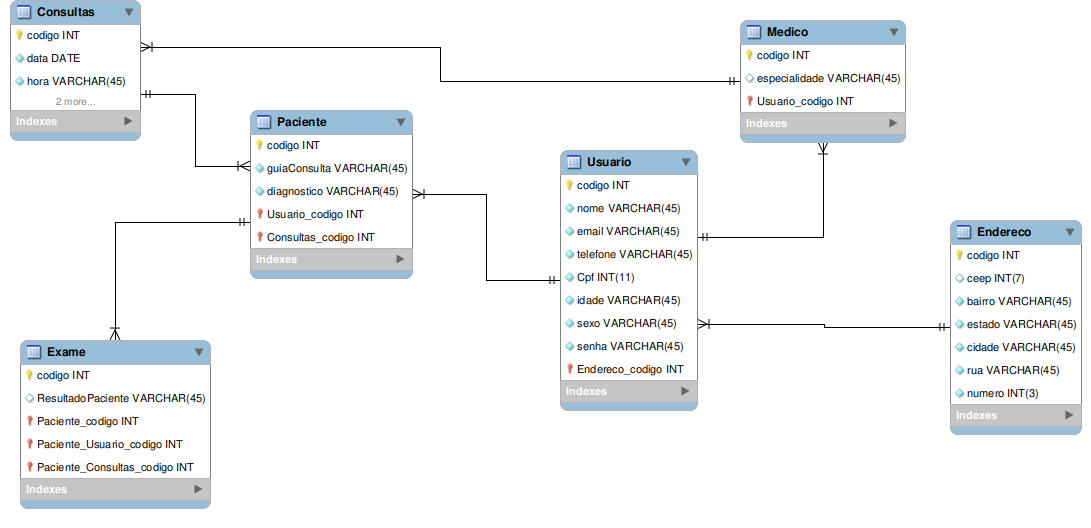 Consultas
codigo INT
data DATE
hora VARCHAR(45)
2 more...
Indexes
Paciente
codigo INT
guiaConsulta VARCHAR(45)
diagnostico VARCHAR(45)
Usuario_codigo INT
Consultas_codigo INT
Indexes
Exame
codigo INT
ResultadoPaciente VARCHAR(45)
Paciente_codigo INT
Paciente_Usuario_codigo INT
Paciente_Consultas_codigo INT
Indexes
Usuario
codigo INT
nome VARCHAR(45)
email VARCHAR(45)
telefone VARCHAR(45)
Cpf INT(11)
idade VARCHAR(45)
sexo VARCHAR(45)
senha VARCHAR(45)
Endereco_codigo INT
Indexes
Medico
codigo INT
especialidade VARCHAR(45)
Usuario_codigo INT
Indexes
Endereco
codigo INT
ceep INT(7)
bairro VARCHAR(45)
estado VARCHAR(45)
cidade VARCHAR(45)
rua VARCHAR(45)
numero INT(3)
Indexes